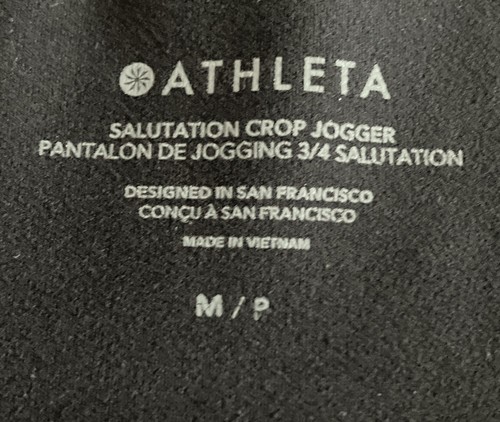 ATHLETA
SALUTATION CROP JOGGER
PANTALON DE JOGGING 3/4 SALUTATION
DESIGNED IN SAN FRANCISCO
CONÇU À SAN FRANCISCO
MADE IN VIETNAM
M / P